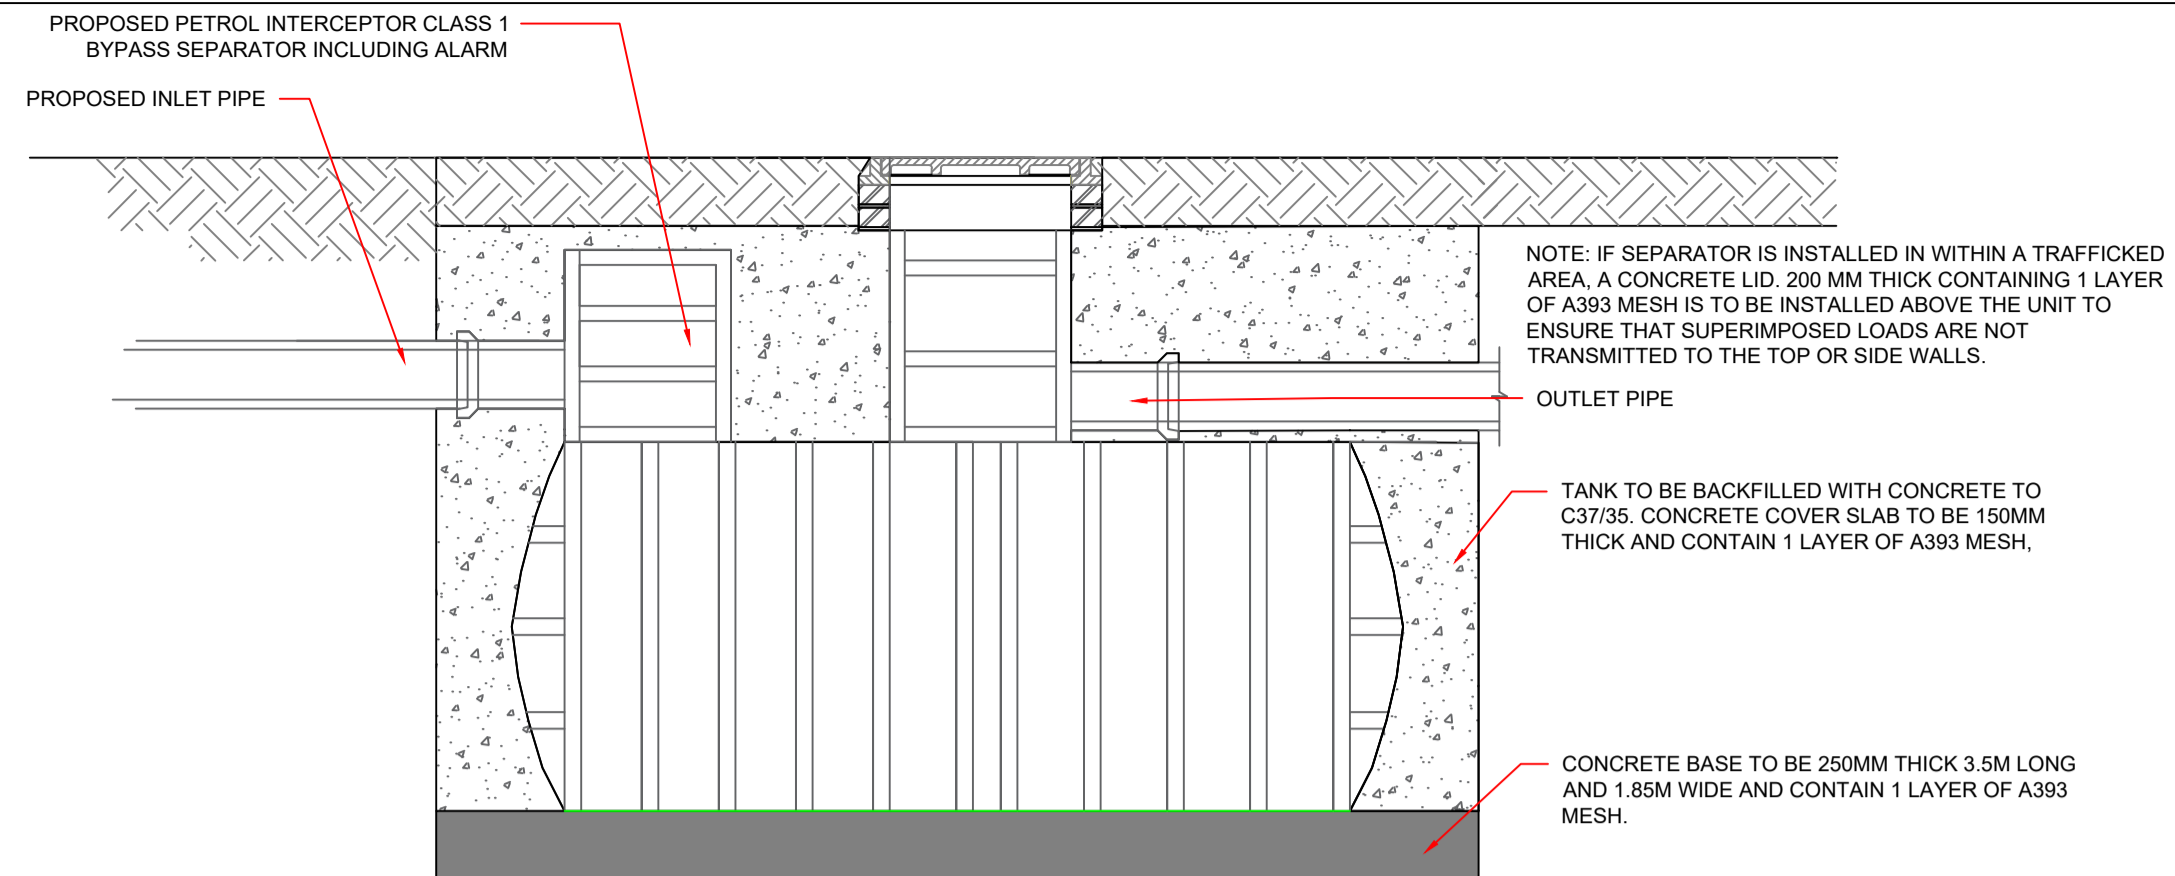 PROPOSED PETROL INTERCEPTOR CLASS 1
BYPASS SEPARATOR INCLUDING ALARM
PROPOSED INLET PIPE
NOTE: IF SEPARATOR IS INSTALLED IN WITHIN A TRAFFICKED
AREA, A CONCRETE LID. 200 MM THICK CONTAINING 1 LAYER
OF A393 MESH IS TO BE INSTALLED ABOVE THE UNIT TO
ENSURE THAT SUPERIMPOSED LOADS ARE NOT
TRANSMITTED TO THE TOP OR SIDE WALLS.
OUTLET PIPE
TANK TO BE BACKFILLED WITH CONCRETE TO
C37/35. CONCRETE COVER SLAB TO BE 150MM
THICK AND CONTAIN 1 LAYER OF A393 MESH,
CONCRETE BASE TO BE 250MM THICK 3.5M LONG
AND 1.85M WIDE AND CONTAIN 1 LAYER OF A393
MESH.